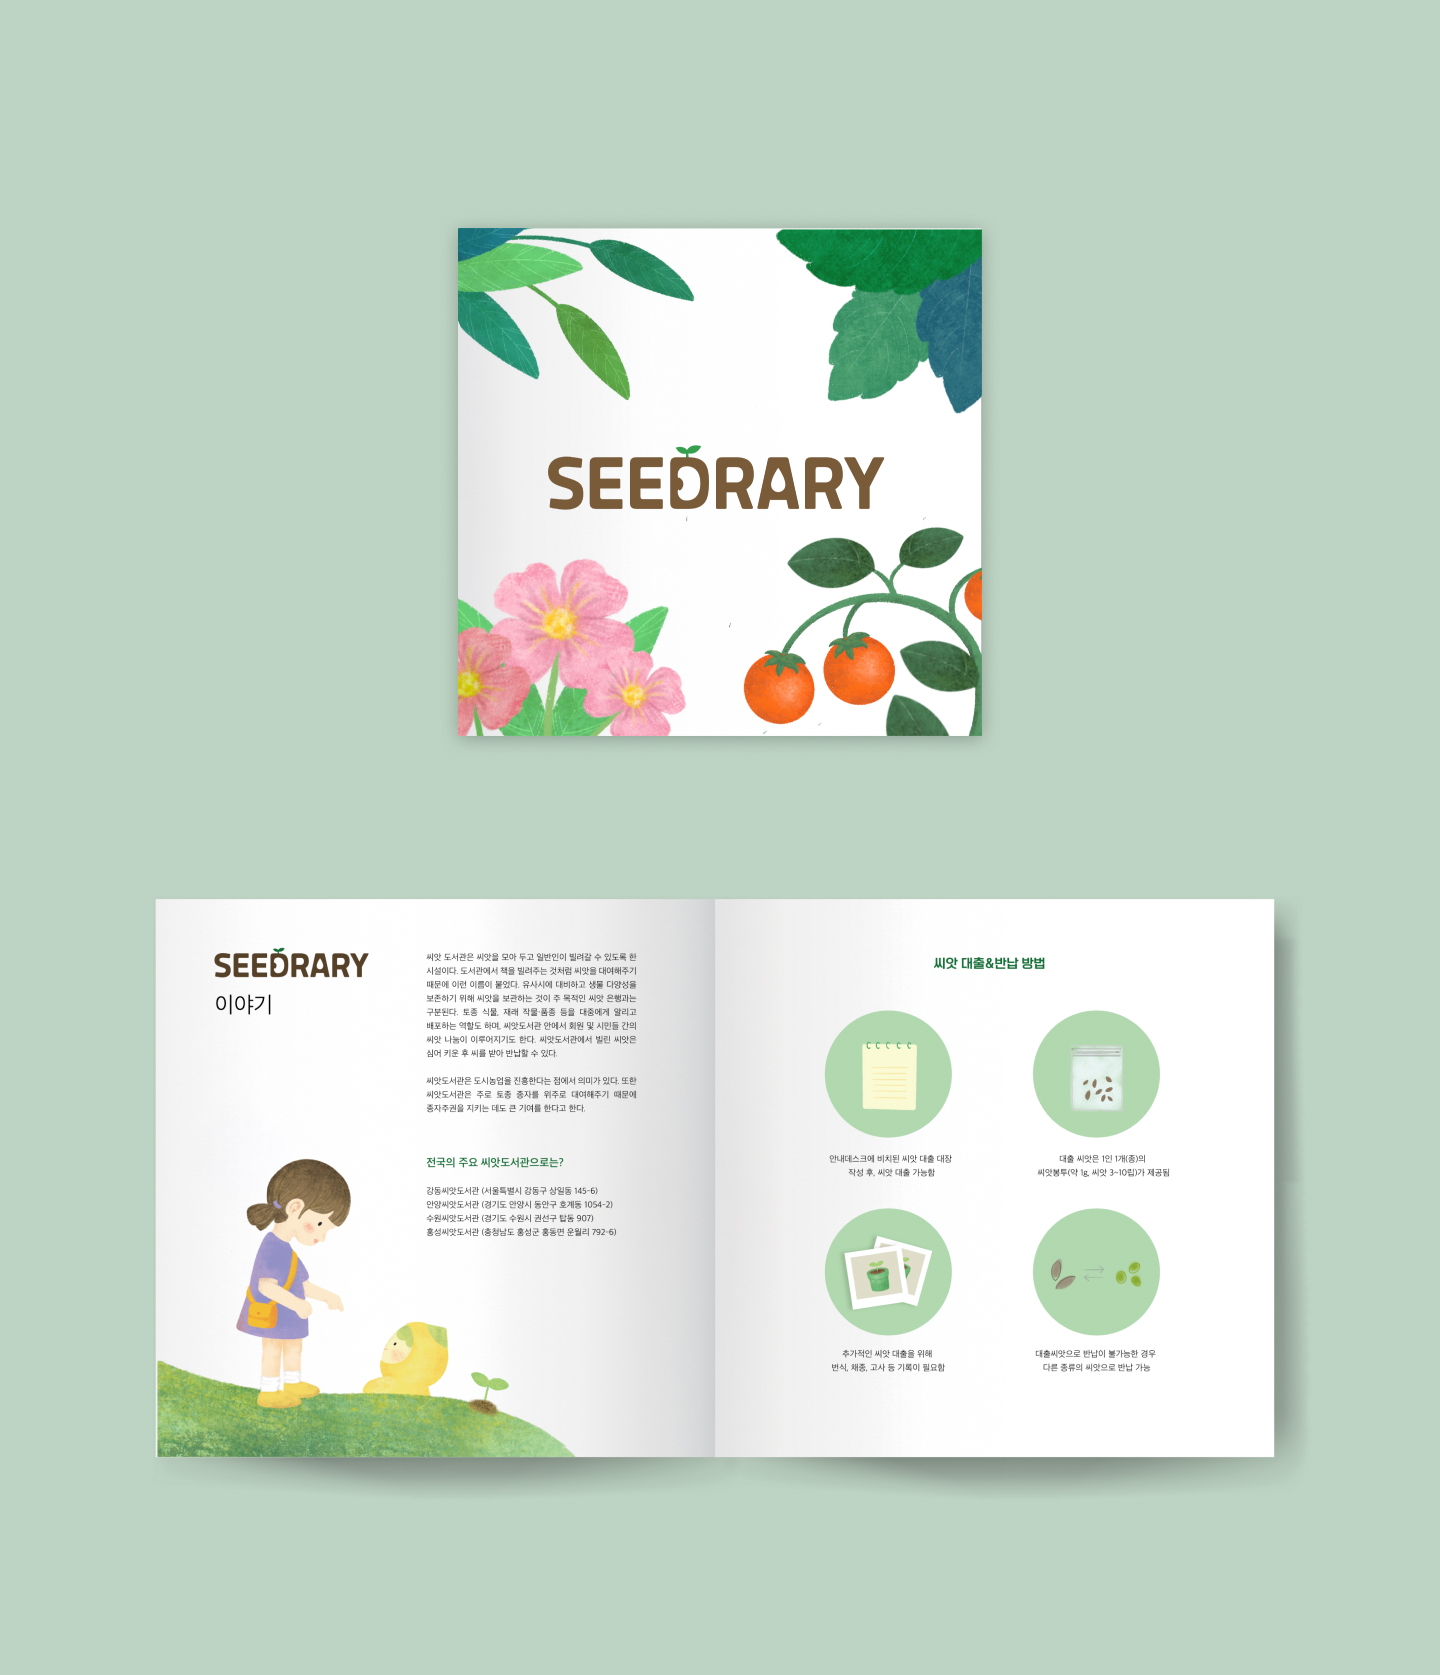 SEEDRARY
SEEDRARY
이야기
씨앗 도서관은 씨앗을 모아 두고 일반인이 빌려갈 수 있도록 한
시설이다. 도서관에서 책을 빌려주는 것처럼 씨앗을 대여해주기
때문에 이런 이름이 붙었다. 유사시에 대비하고 생물 다양성을
보존하기 위해 씨앗을 보관하는 것이 주 목적인 씨앗 은행과는
구분된다. 토종 식물, 재래 작물·품종 등을 대중에게 알리고
배포하는 역할도 하며, 씨앗도서관 안에서 회원 및 시민들 간의
씨앗 나눔이 이루어지기도 한다. 씨앗도서관에서 빌린 씨앗은
심어 키운 후 씨를 받아 반납할 수 있다.
씨앗도서관은 도시농업을 진흥한다는 점에서 의미가 있다. 또한
씨앗도서관은 주로 토종 종자를 위주로 대여해주기 때문에
종자주권을 지키는 데도 큰 기여를 한다고 한다.
전국의 주요 씨앗도서관으로는?
강동씨앗도서관 (서울특별시 강동구 상일동 145-6)
안양씨앗도서관 (경기도 안양시 동안구 호계동 1054-2)
수원씨앗도서관 (경기도 수원시 권선구 탑동 907)
홍성씨앗도서관 (충청남도 홍성군 홍동면 운월리 792-6)
씨앗 대출&반납 방법
안내데스크에 비치된 씨앗 대출 대장
작성 후, 씨앗 대출 가능함
대출 씨앗은 1인 1개(종)의
씨앗봉투(약 1g, 씨앗 3~10립)가 제공됨
추가적인 씨앗 대출을 위해
번식, 채종, 고사 등 기록이 필요함
대출씨앗으로 반납이 불가능한 경우
다른 종류의 씨앗으로 반납 가능